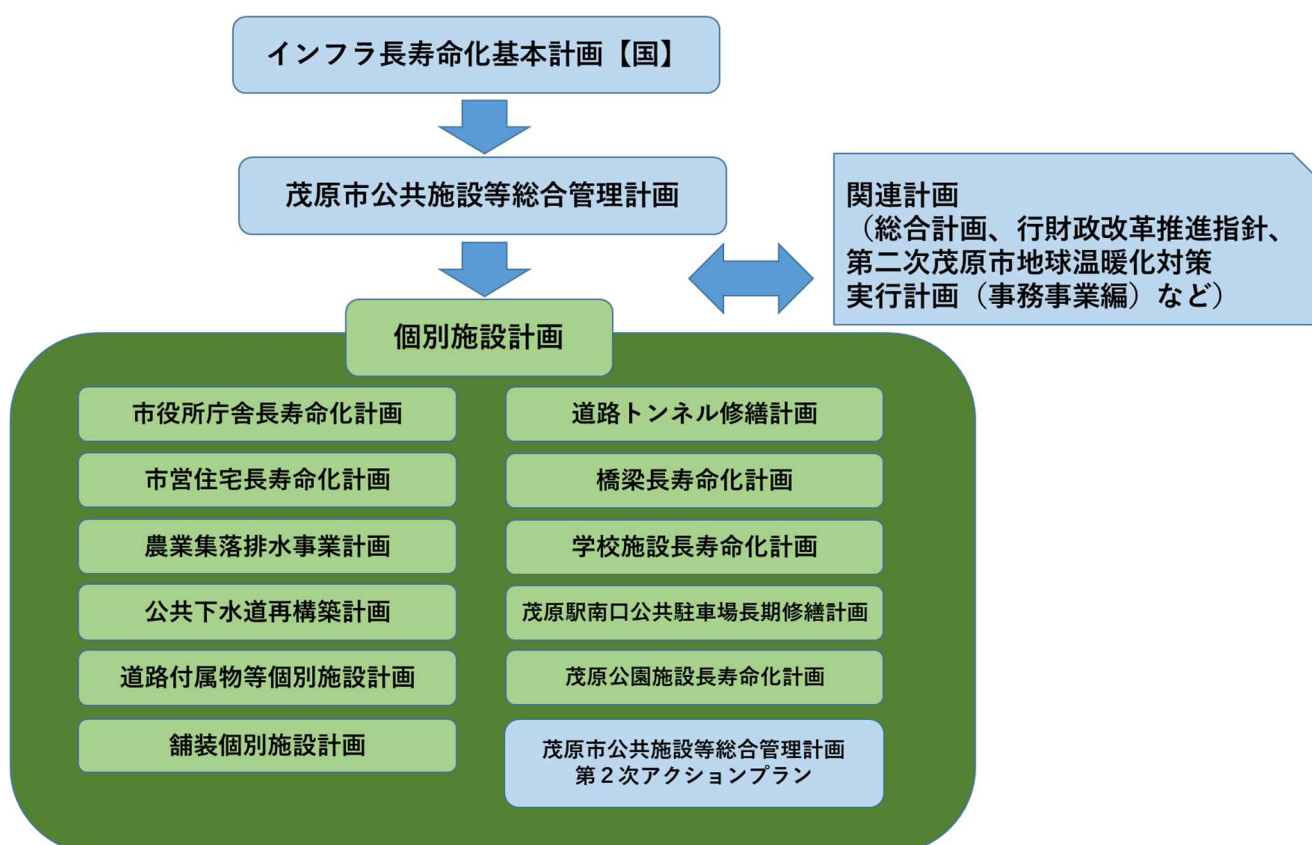 インフラ長寿命化基本計画【国】
茂原市公共施設等総合管理計画
関連計画
（総合計画、行財政改革推進指針、
第二次茂原市地球温暖化対策
実行計画（事務事業編）など）
個別施設計画
市役所庁舎長寿命化計画
市営住宅長寿命化計画
農業集落排水事業計画
公共下水道再構築計画
道路付属物等個別施設計画
舗装個別施設計画
道路トンネル修繕計画
橋梁長寿命化計画
学校施設長寿命化計画
茂原駅南口公共駐車場長期修繕計画
茂原公園施設長寿命化計画
茂原市公共施設等総合管理計画
第２次アクションプラン